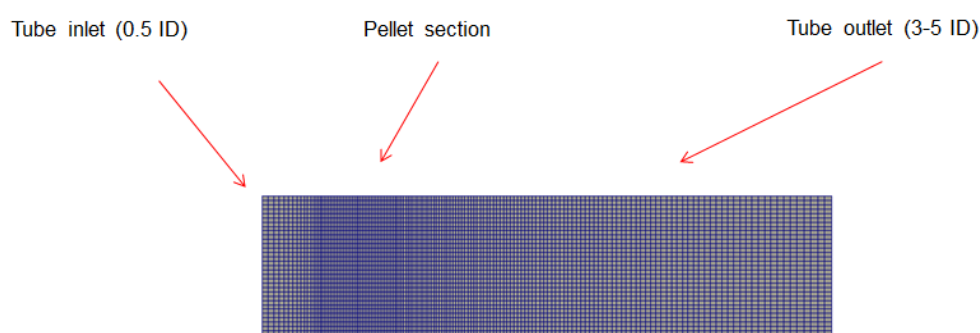 Tube inlet (0.5 ID)
Pellet section
Tube outlet (3-5 ID)